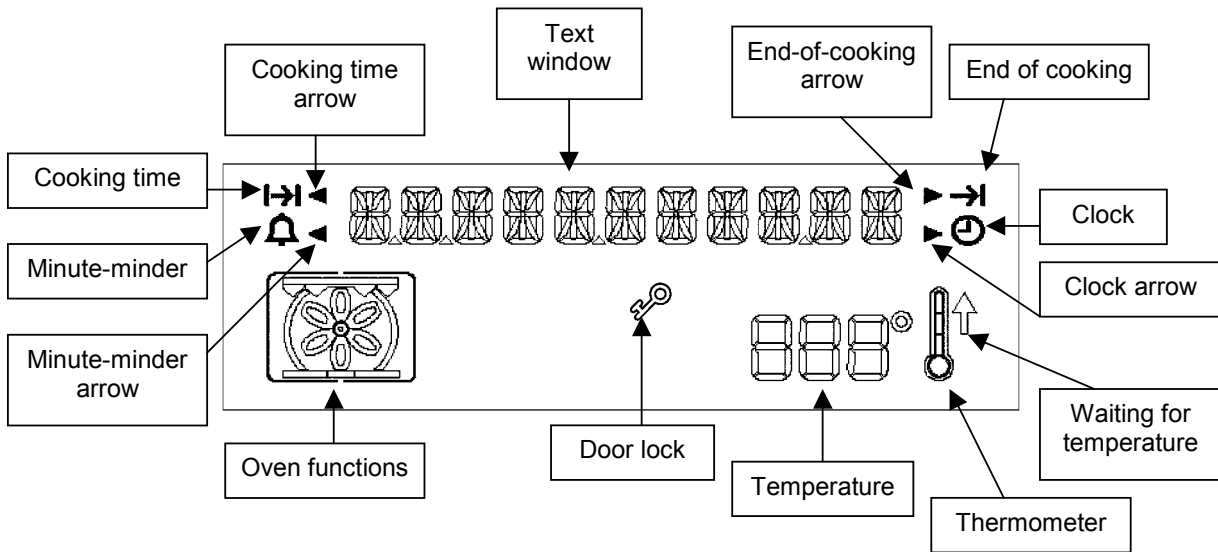 Text
window
Cooking time
arrow
End-of-cooking
arrow
End of cooking
Cooking time
Clock
Minute-minder
Clock arrow
Minute-minder
arrow
Waiting for
temperature
Door lock
Oven functions
Temperature
Thermometer